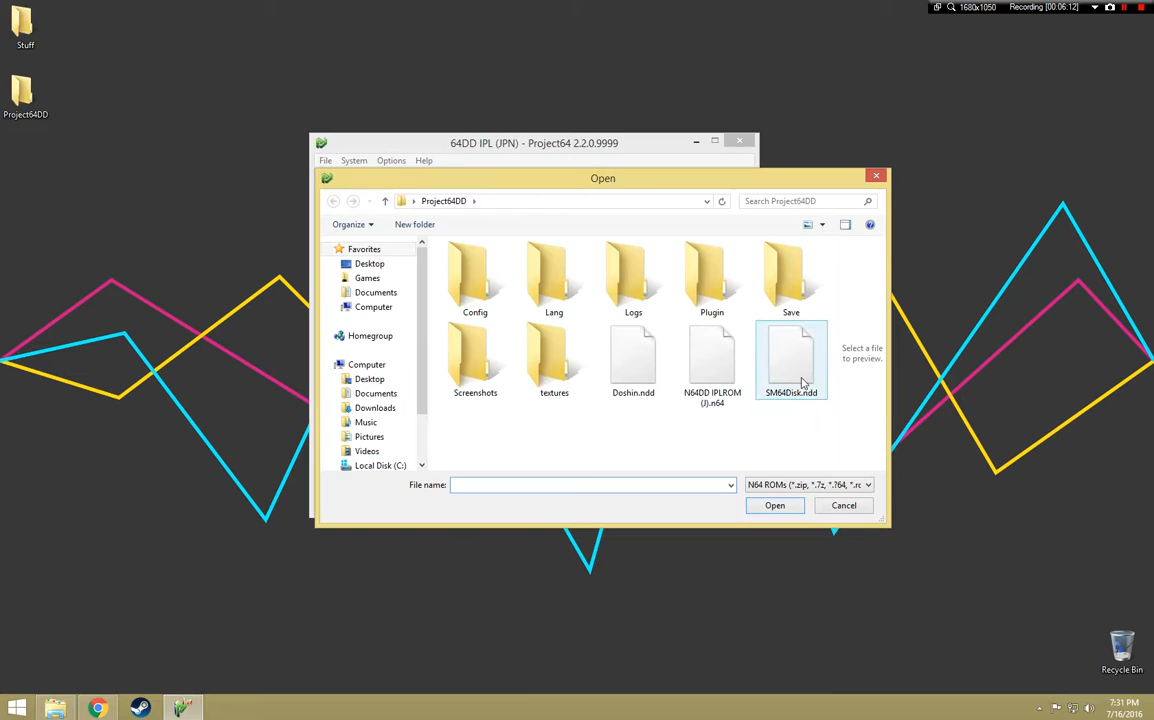 1680x1050 Recording [00:06:12]
Stuff
Project64DD
64DD IPL (JPN) - Project64 2.2.0.9999
File System Options Help
Open
Project64DD
Search Project64DD
Organize New folder
Favorites
Desktop
Games
Documents
Computer
Homegroup
Computer
Desktop
Documents
Downloads
Music
Pictures
Videos
Local Disk (C:)
Config Lang Logs Plugin Save
Screenshots textures Doshin.ndd N64DD IPLROM (J).n64 SM64Disk.ndd
Select a file
to preview.
File name: N64 ROMs (*.zip, *.7z, *.?64, *.rc
Open Cancel
Recycle Bin
7:31 PM
7/16/2016